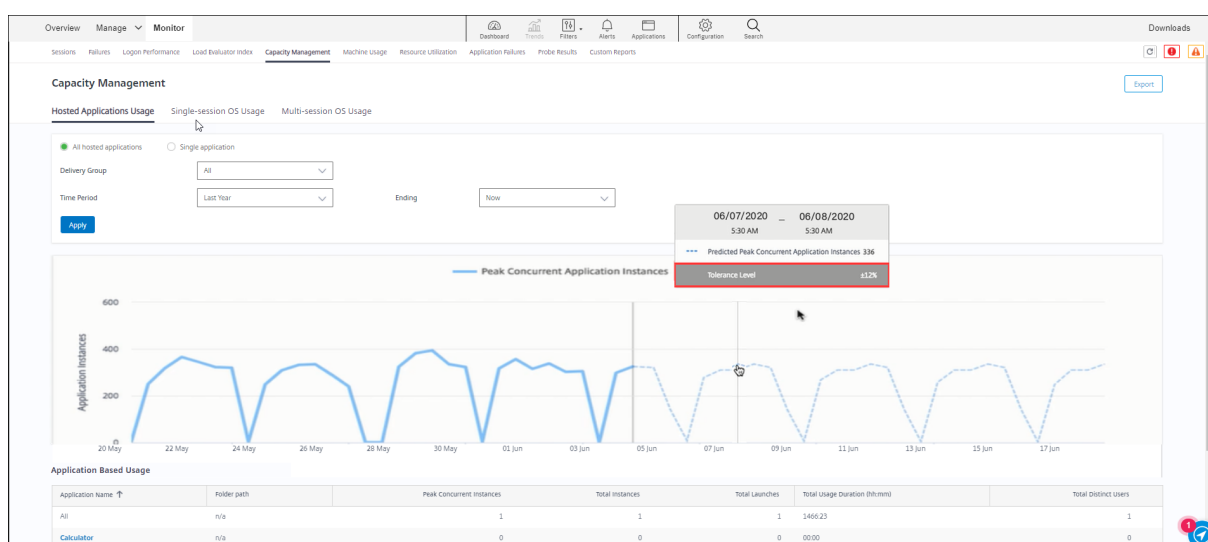 Overview Manage Monitor Dashboard Trends Filters Alerts Applications Configuration Search Downloads
Sessions Failures Logon Performance Load Evaluator Index Capacity Management Machine Usage Resource Utilization Application Failures Probe Results Custom Reports
Capacity Management
Export
Hosted Applications Usage Single-session OS Usage Multi-session OS Usage
All hosted applications Single application
Delivery Group All
Time Period Last Year Ending Now
Apply
06/07/2020 – 06/08/2020
5:30 AM 5:30 AM
Predicted Peak Concurrent Application Instances 336
Tolerance Level ±12%
Peak Concurrent Application Instances
Application Instances
600
400
200
0
20 May 22 May 24 May 26 May 28 May 30 May 01 Jun 03 Jun 05 Jun 07 Jun 09 Jun 11 Jun 13 Jun 15 Jun 17 Jun
Application Based Usage
Application Name Folder path Peak Concurrent Instances Total Instances Total Launches Total Usage Duration (hh:mm) Total Distinct Users
All n/a 1 1 1 1466:23 1
Calculator n/a 0 0 0 00:00 0
1